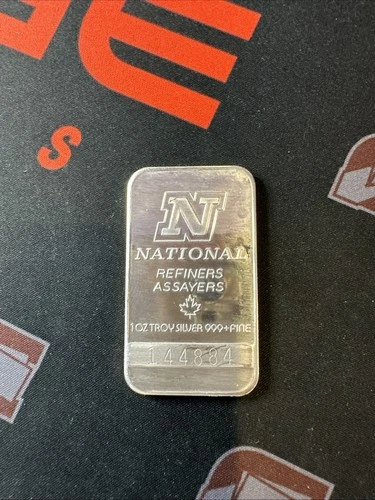 S
N
NATIONAL
REFINERS
ASSAYERS
1 OZ TROY SILVER 999+FINE
144884